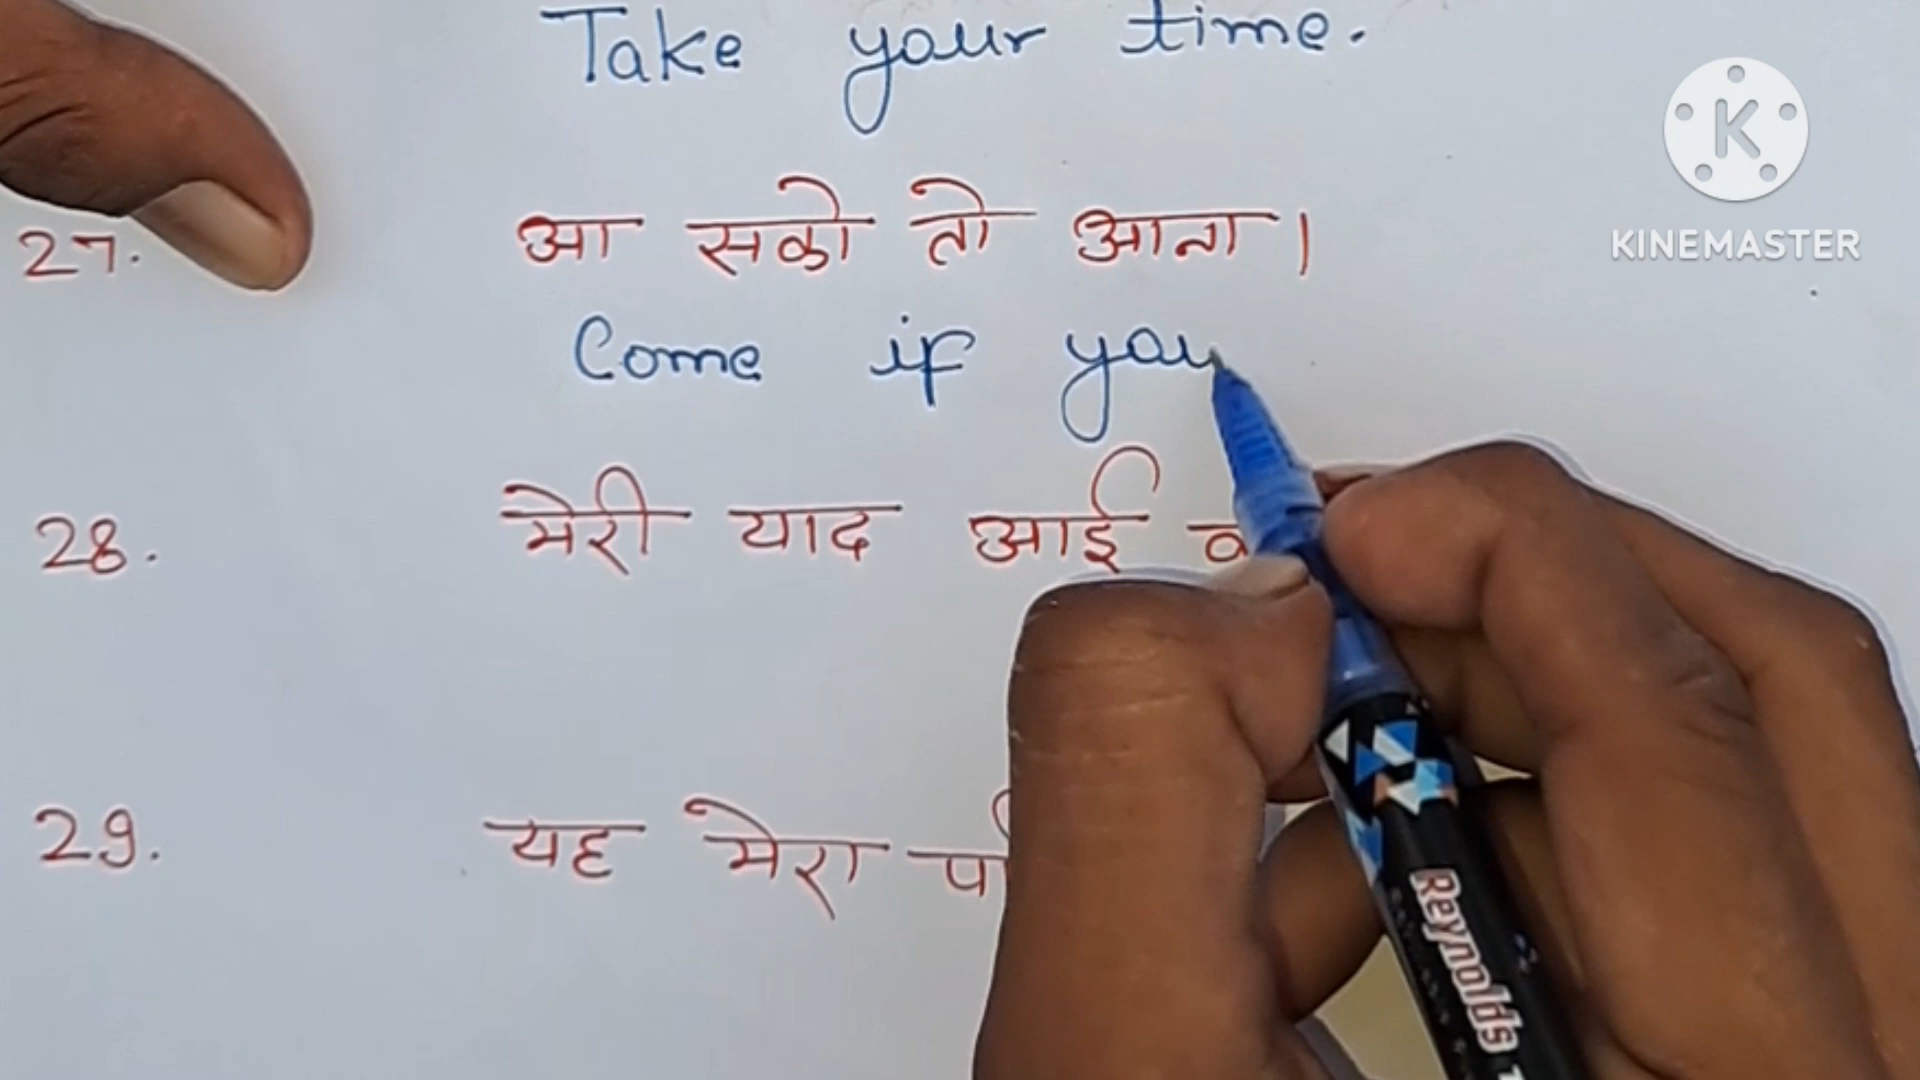 Take your time.
KINEMASTER
27. आ सको तो आना।
Come if you
28. मेरी याद आई
29. यह मेरा
Reynolds